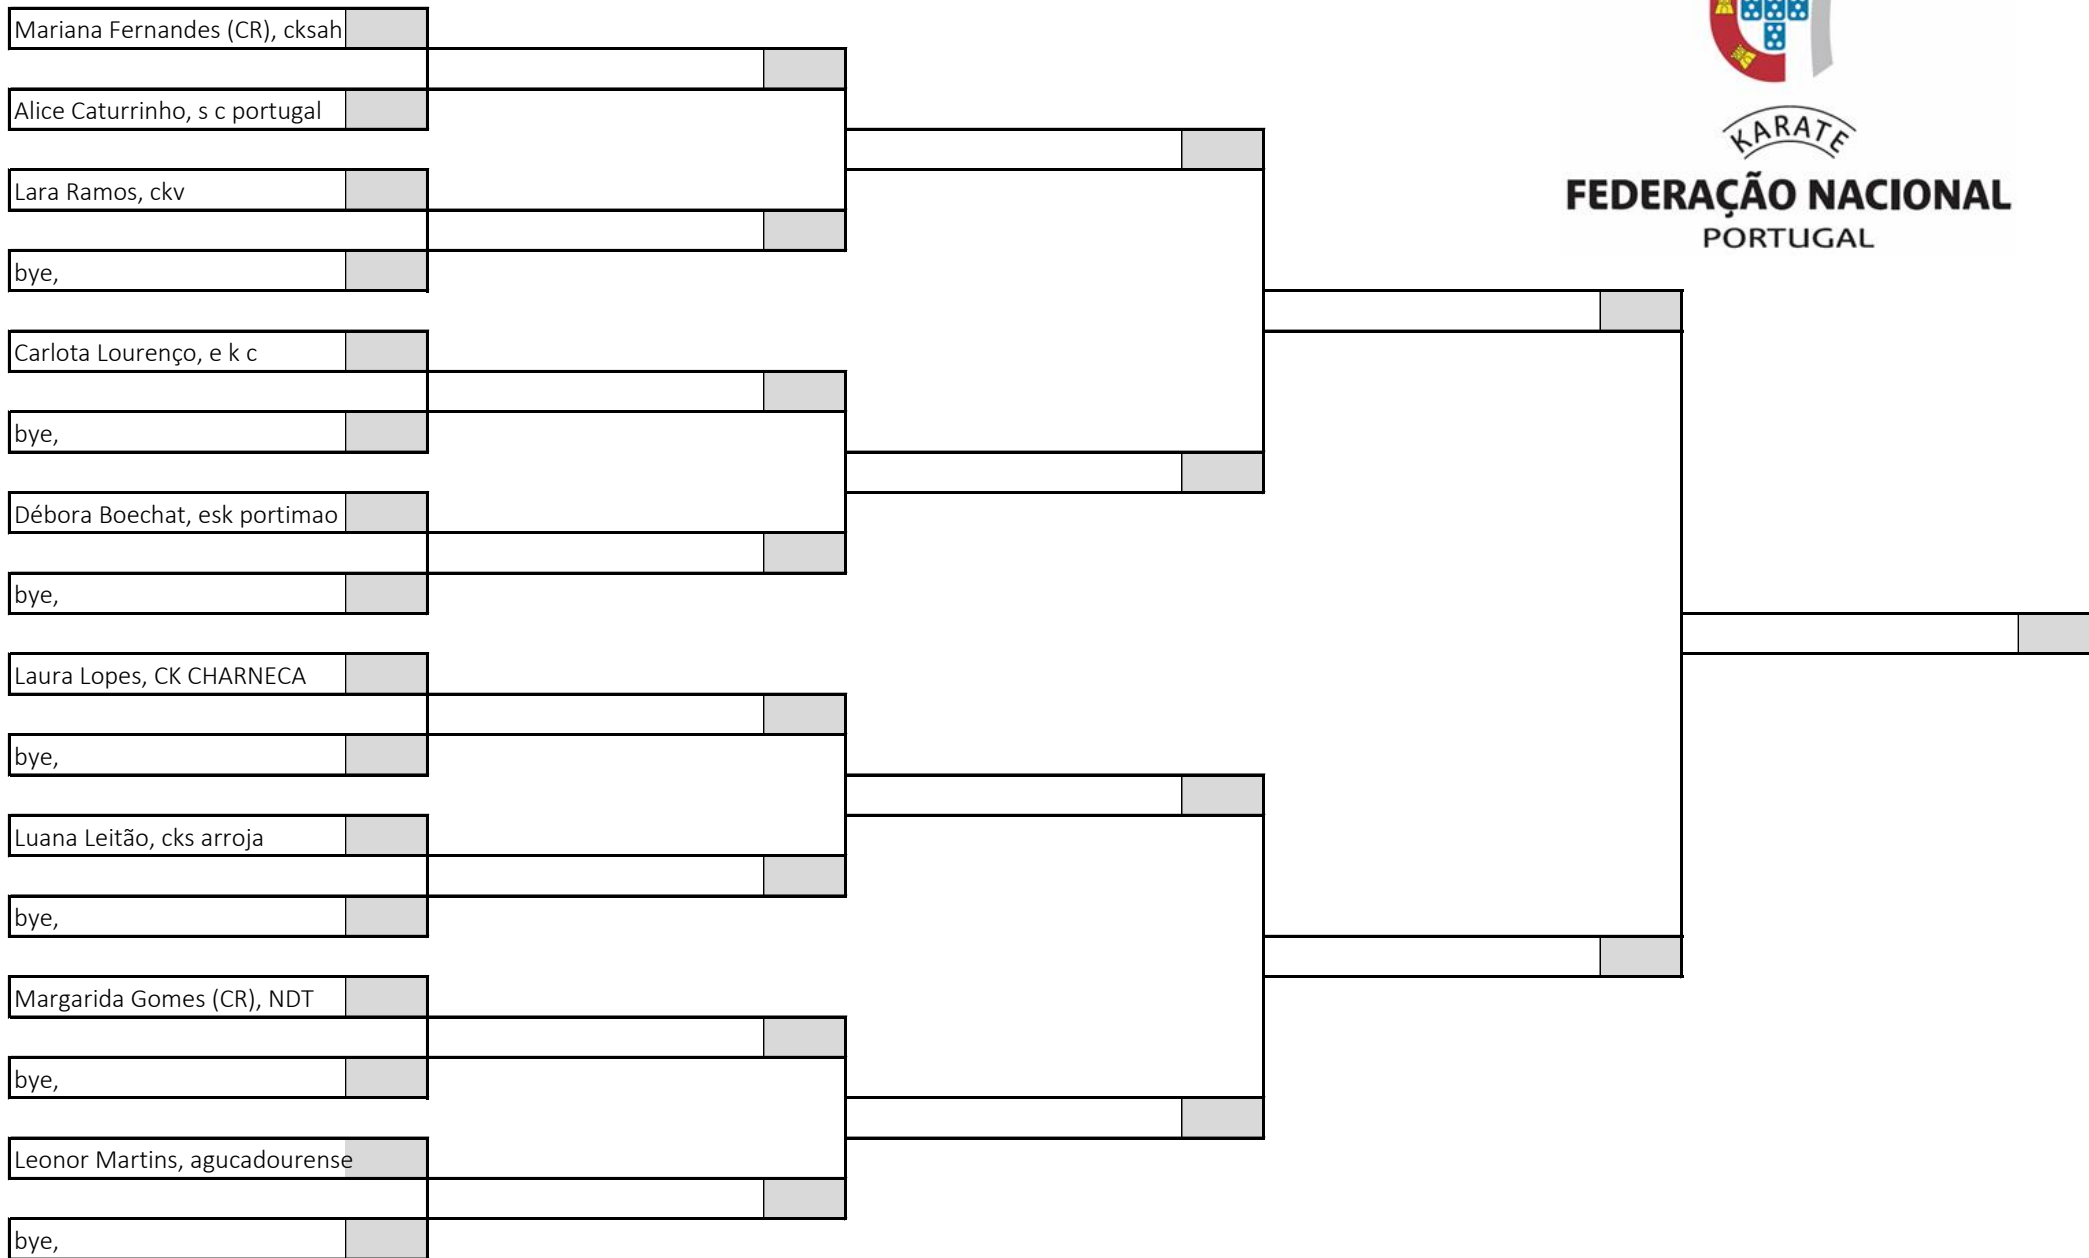 Mariana Fernandes (CR), cksah
Alice Caturrinho, s c portugal
Lara Ramos, ckv
bye,
Carlota Lourenço, e k c
bye,
Débora Boechat, esk portimao
bye,
Laura Lopes, CK CHARNECA
bye,
Luana Leitão, cks arroja
bye,
Margarida Gomes (CR), NDT
bye,
Leonor Martins, agucadourense
bye,
KARATE
FEDERAÇÃO NACIONAL
PORTUGAL